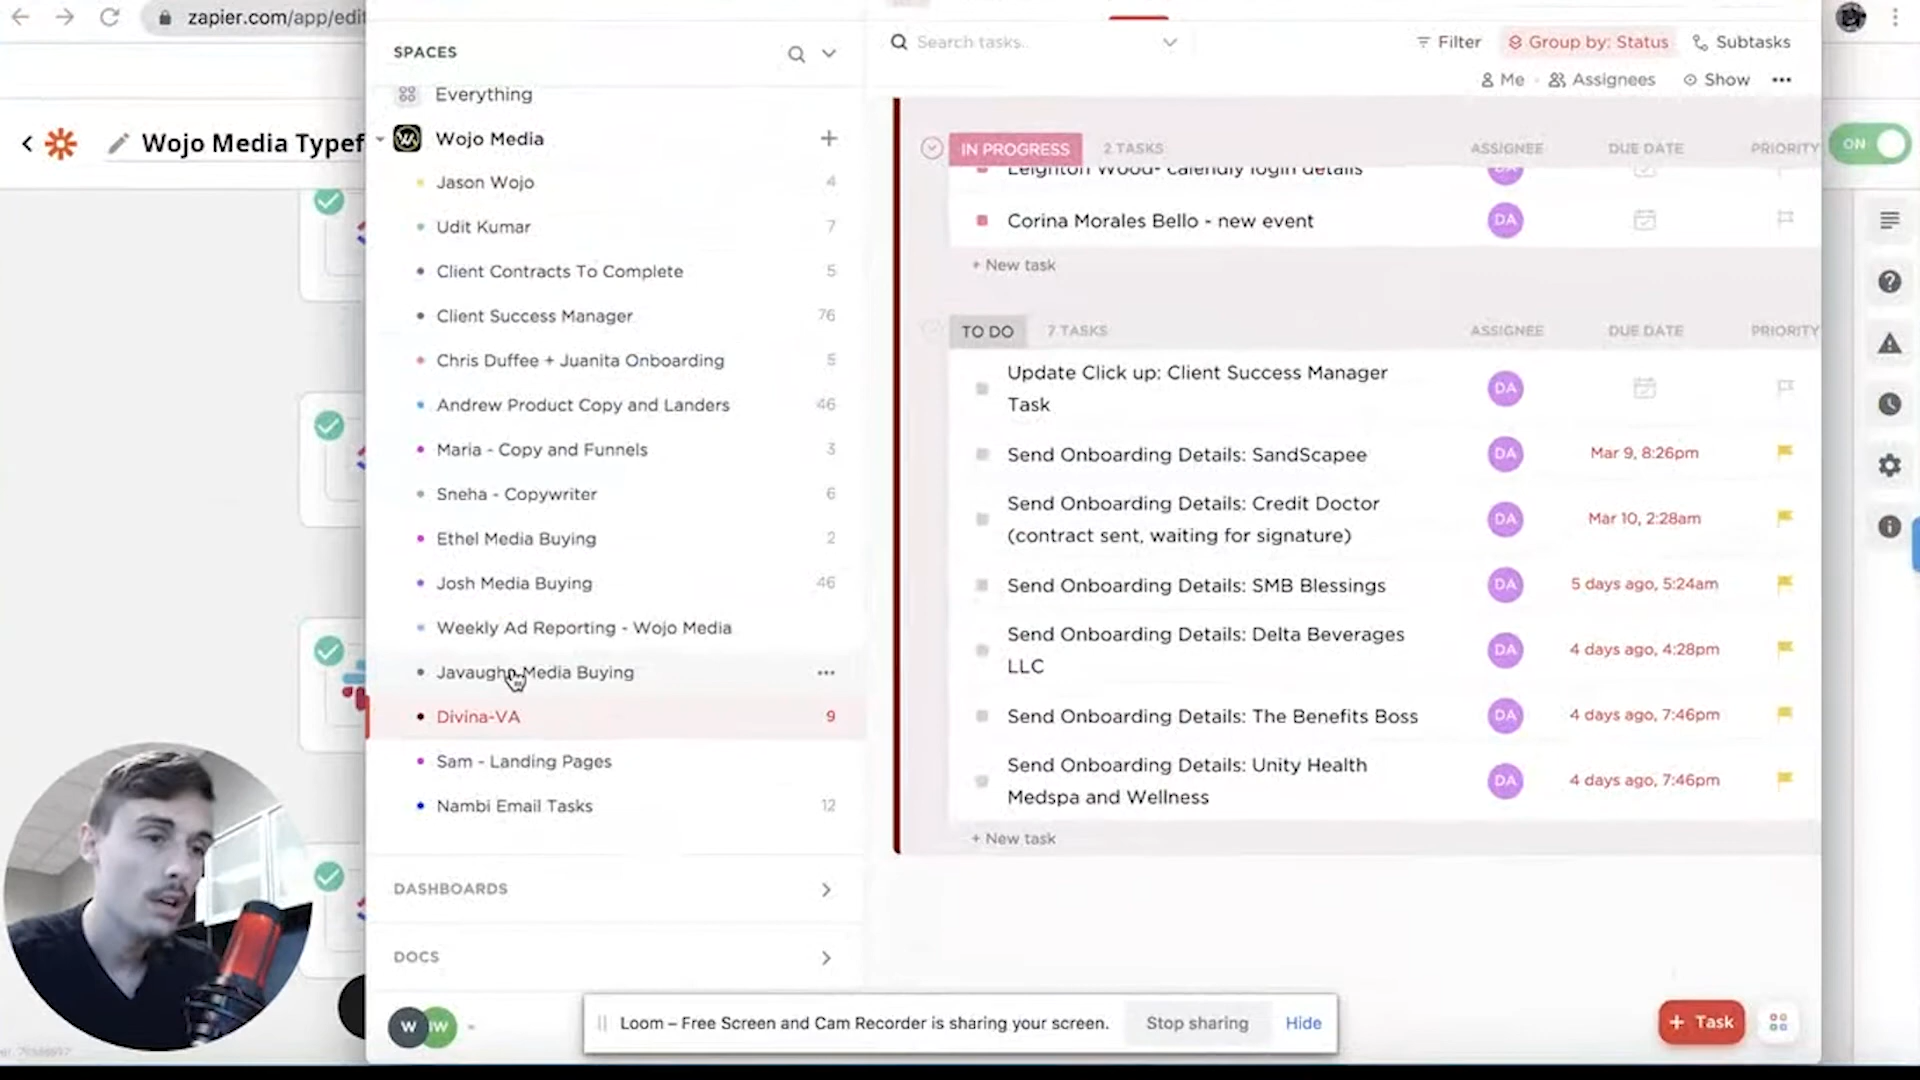 zapier.com/app/edit
Wojo Media Typef
ON
SPACES
Everything
Wojo Media
Jason Wojo 4
Udit Kumar 7
Client Contracts To Complete 5
Client Success Manager 76
Chris Duffee + Juanita Onboarding 5
Andrew Product Copy and Landers 46
Maria - Copy and Funnels 3
Sneha - Copywriter 6
Ethel Media Buying 2
Josh Media Buying 46
Weekly Ad Reporting - Wojo Media
Media Buying
Divina-VA 9
Sam - Landing Pages
Nambi Email Tasks 12
DASHBOARDS
DOCS
W
Search tasks..
Filter Group by: Status Subtasks
Me Assignees Show
IN PROGRESS 2 TASKS ASSIGNEE DUE DATE PRIORITY
Leighton Wood- calendly login details
Corina Morales Bello - new event DA
+ New task
TO DO 7 TASKS ASSIGNEE DUE DATE PRIORITY
Update Click up: Client Success Manager
Task DA
Send Onboarding Details: SandScapee DA Mar 9, 8:26pm
Send Onboarding Details: Credit Doctor
(contract sent, waiting for signature) DA Mar 10, 2:28am
Send Onboarding Details: SMB Blessings DA 5 days ago, 5:24am
Send Onboarding Details: Delta Beverages
LLC DA 4 days ago, 4:28pm
Send Onboarding Details: The Benefits Boss DA 4 days ago, 7:46pm
Send Onboarding Details: Unity Health
Medspa and Wellness DA 4 days ago, 7:46pm
+ New task
Loom – Free Screen and Cam Recorder is sharing your screen. Stop sharing Hide
+ Task